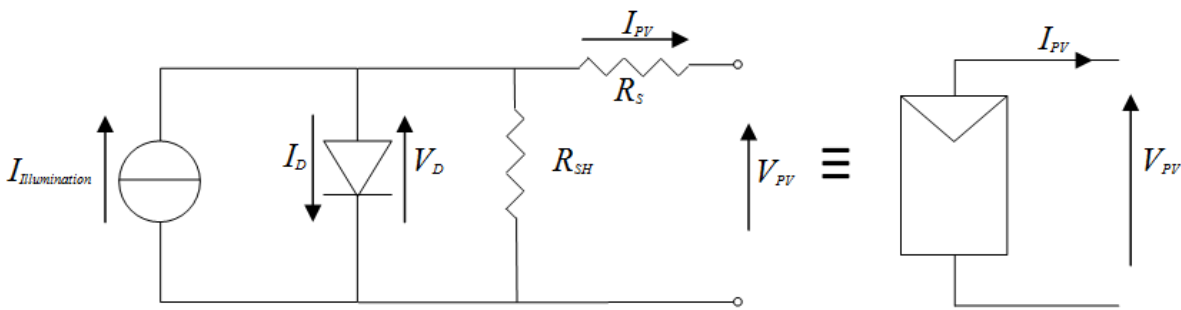 I_PV
R_S
I_Illumination
I_D
V_D
R_SH
V_PV
≡
I_PV
V_PV